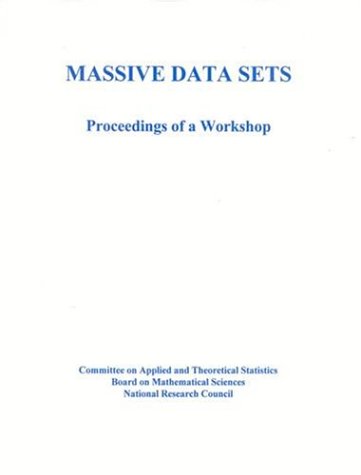 MASSIVE DATA SETS
Proceedings of a Workshop
Committee on Applied and Theoretical Statistics
Board on Mathematical Sciences
National Research Council